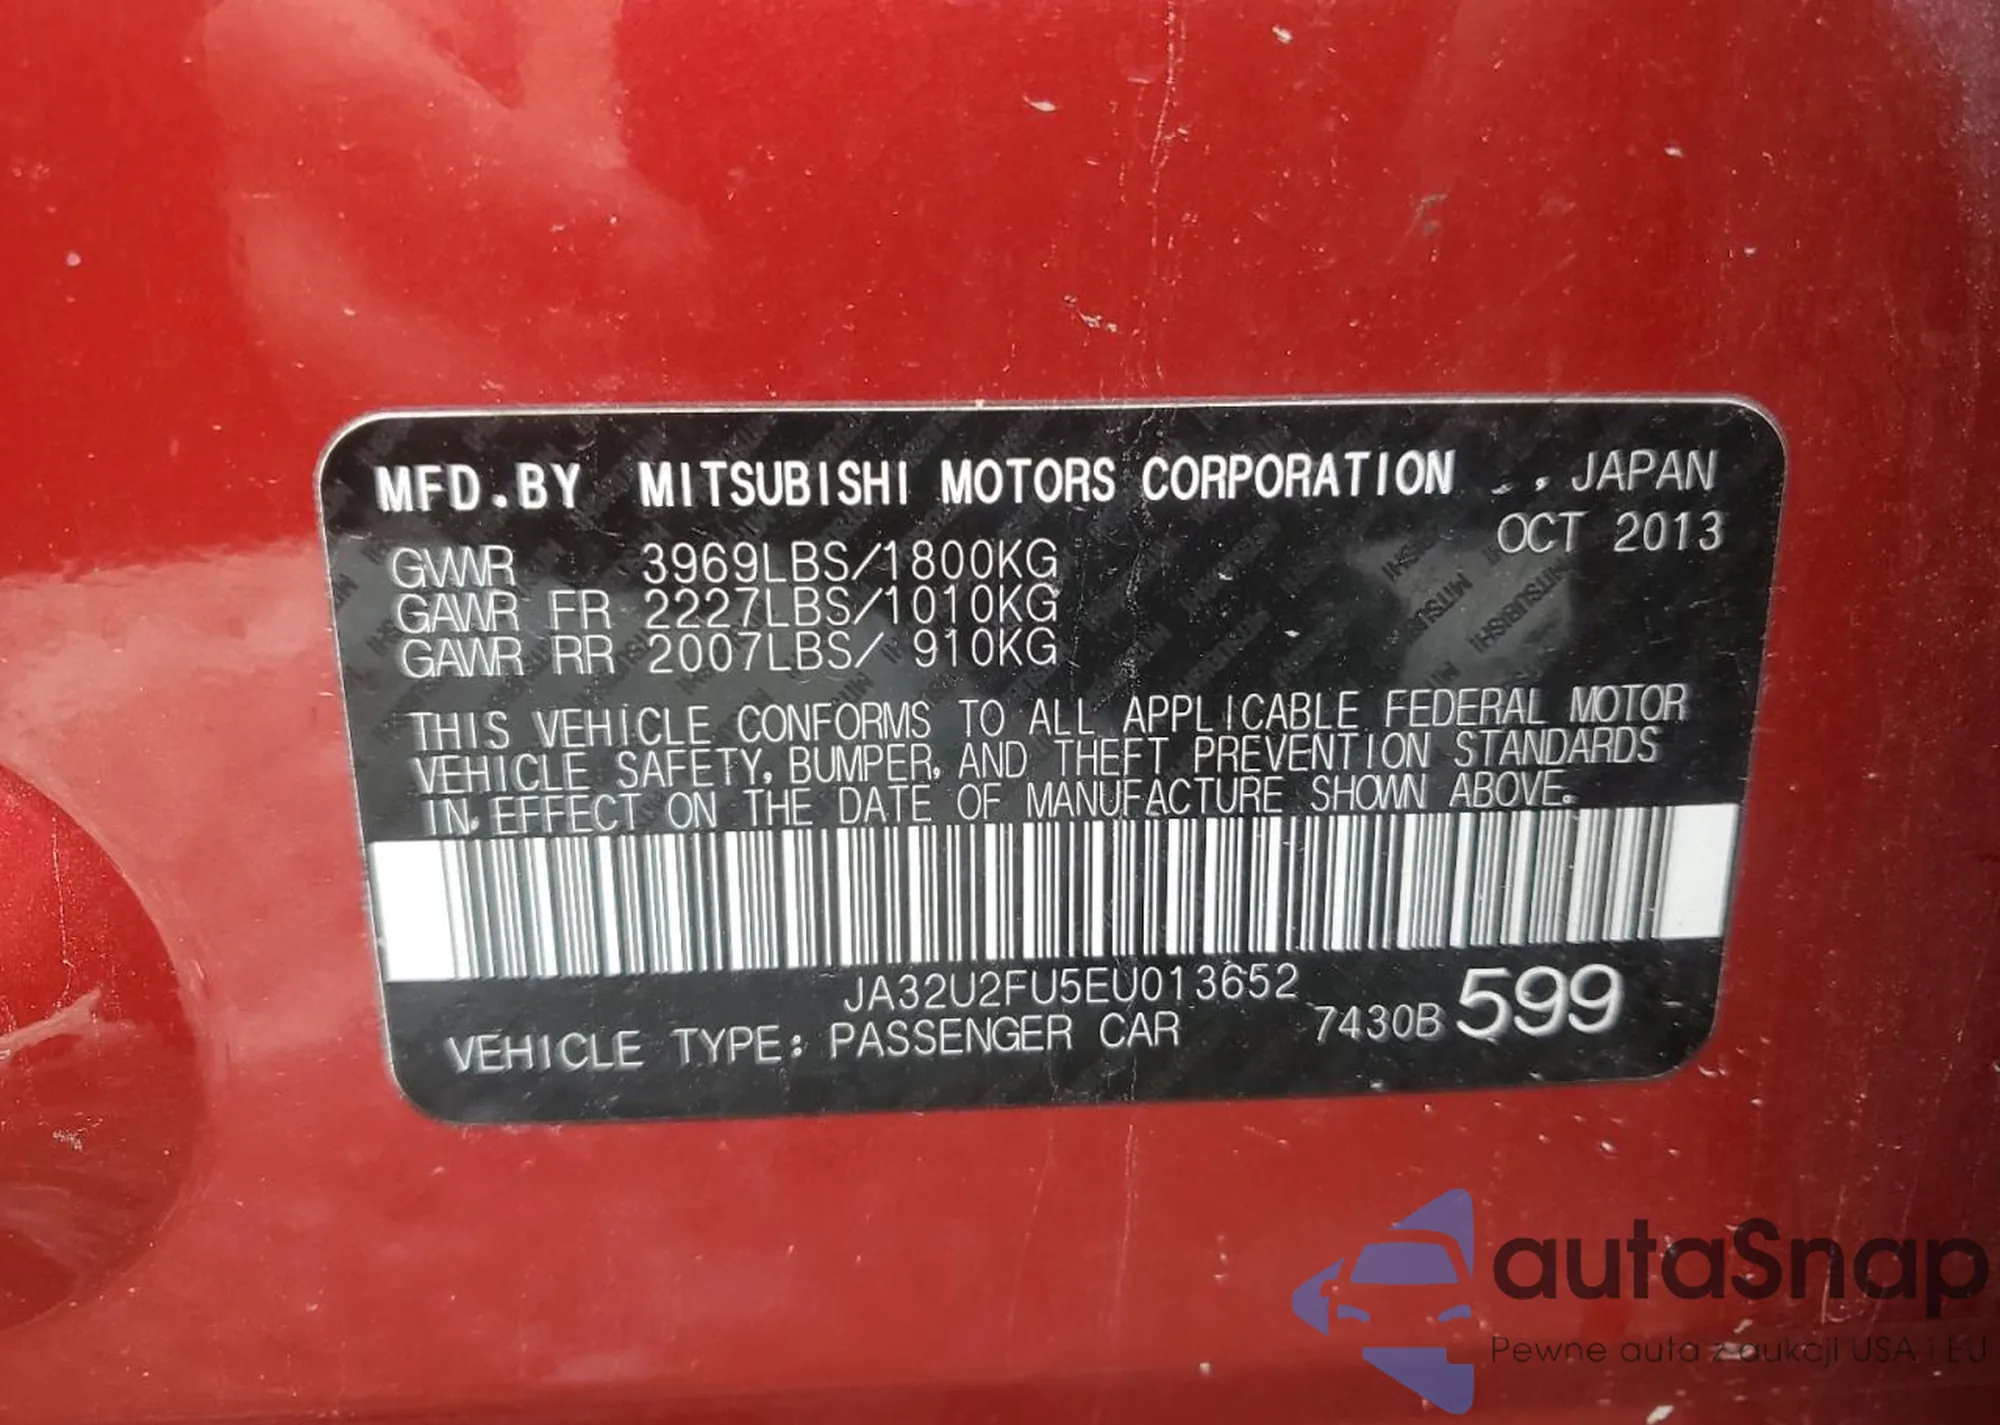 MFD.BY MITSUBISHI MOTORS CORPORATION , JAPAN
OCT 2013
GVWR 3969LBS/1800KG
GAWR FR 2227LBS/1010KG
GAWR RR 2007LBS/ 910KG
THIS VEHICLE CONFORMS TO ALL APPLICABLE FEDERAL MOTOR
VEHICLE SAFETY, BUMPER, AND THEFT PREVENTION STANDARDS
IN EFFECT ON THE DATE OF MANUFACTURE SHOWN ABOVE.
JA32U2FU5EU013652
VEHICLE TYPE: PASSENGER CAR 7430B 599
autaSnap
Pewne auta z aukcji USA i EU